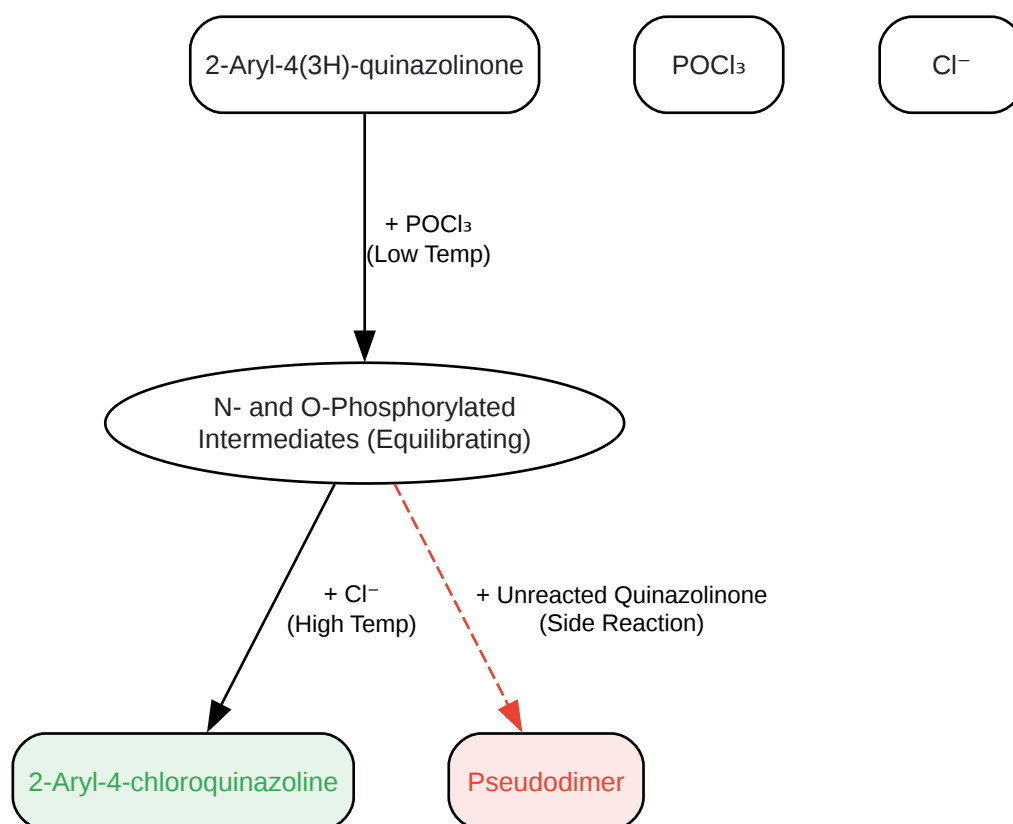 2-Aryl-4(3H)-quinazolinone
POCl₃
Cl⁻
+ POCl₃
(Low Temp)
N- and O-Phosphorylated
Intermediates (Equilibrating)
+ Cl⁻
(High Temp)
+ Unreacted Quinazolinone
(Side Reaction)
2-Aryl-4-chloroquinazoline
Pseudodimer